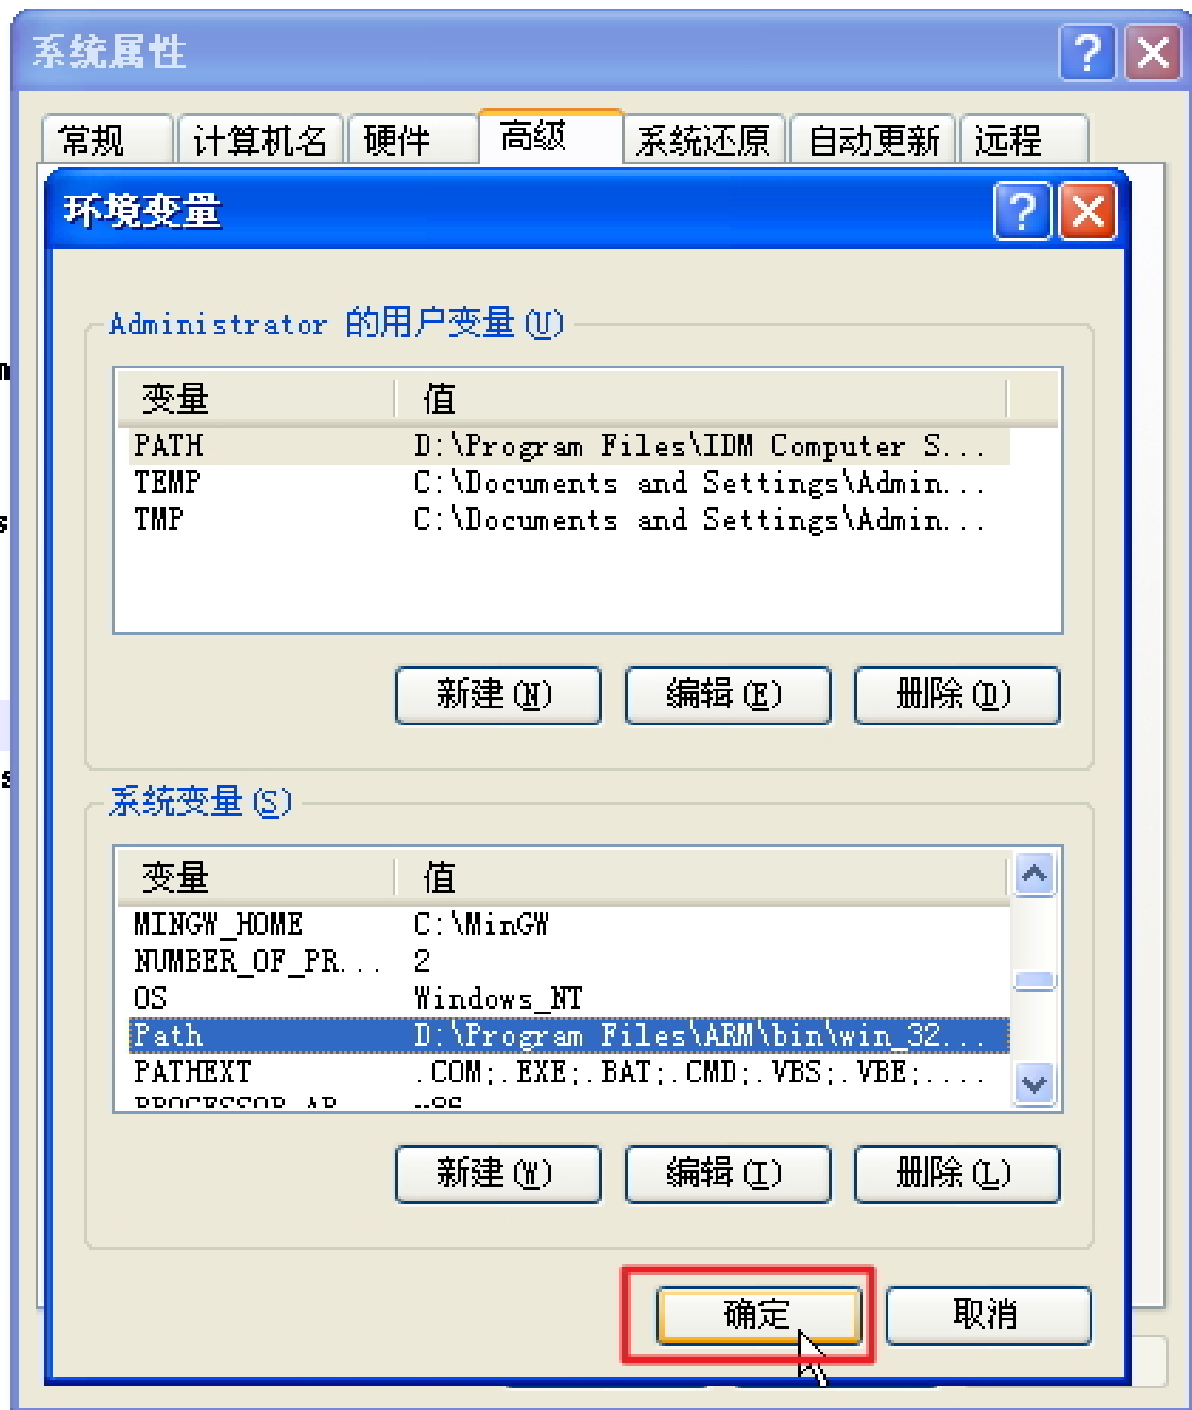 系统属性
常规 计算机名 硬件 高级 系统还原 自动更新 远程
环境变量
Administrator 的用户变量(U)
变量 值
PATH D:\Program Files\IDM Computer S...
TEMP C:\Documents and Settings\Admin...
TMP C:\Documents and Settings\Admin...
新建(N) 编辑(E) 删除(D)
系统变量(S)
变量 值
MINGW_HOME C:\MinGW
NUMBER_OF_PR... 2
OS Windows_NT
Path D:\Program Files\ARM\bin\win_32...
PATHEXT .COM;.EXE;.BAT;.CMD;.VBS;.VBE;....
新建(W) 编辑(I) 删除(L)
确定 取消